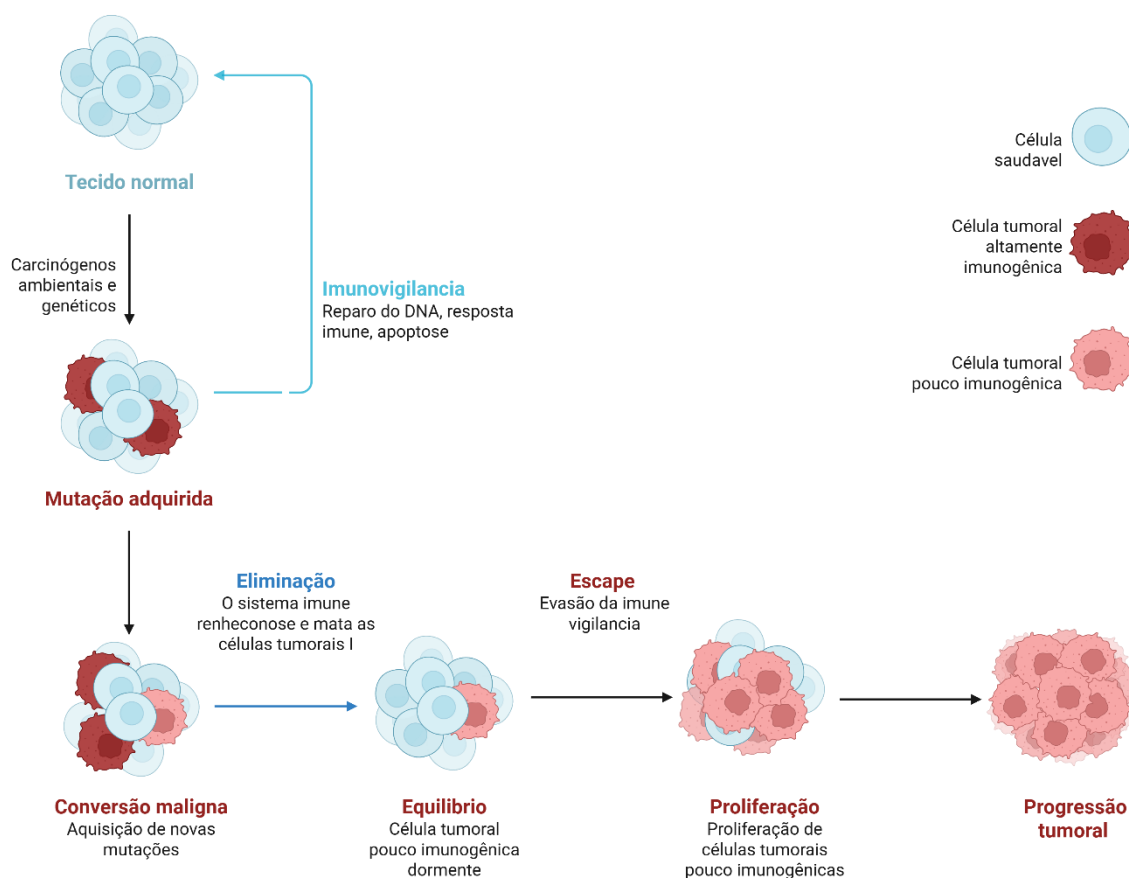 Tecido normal
Carcinógenos
ambientais e
genéticos
Imunovigilancia
Reparo do DNA, resposta
imune, apoptose
Célula
saudavel
Célula tumoral
altamente
imunogênica
Célula tumoral
pouco imunogênica
Mutação adquirida
Eliminação
O sistema imune
renheconose e mata as
células tumorais I
Escape
Evasão da imune
vigilancia
Conversão maligna
Aquisição de novas
mutações
Equilibrio
Célula tumoral
pouco imunogênica
dormente
Proliferação
Proliferação de
células tumorais
pouco imunogênicas
Progressão
tumoral